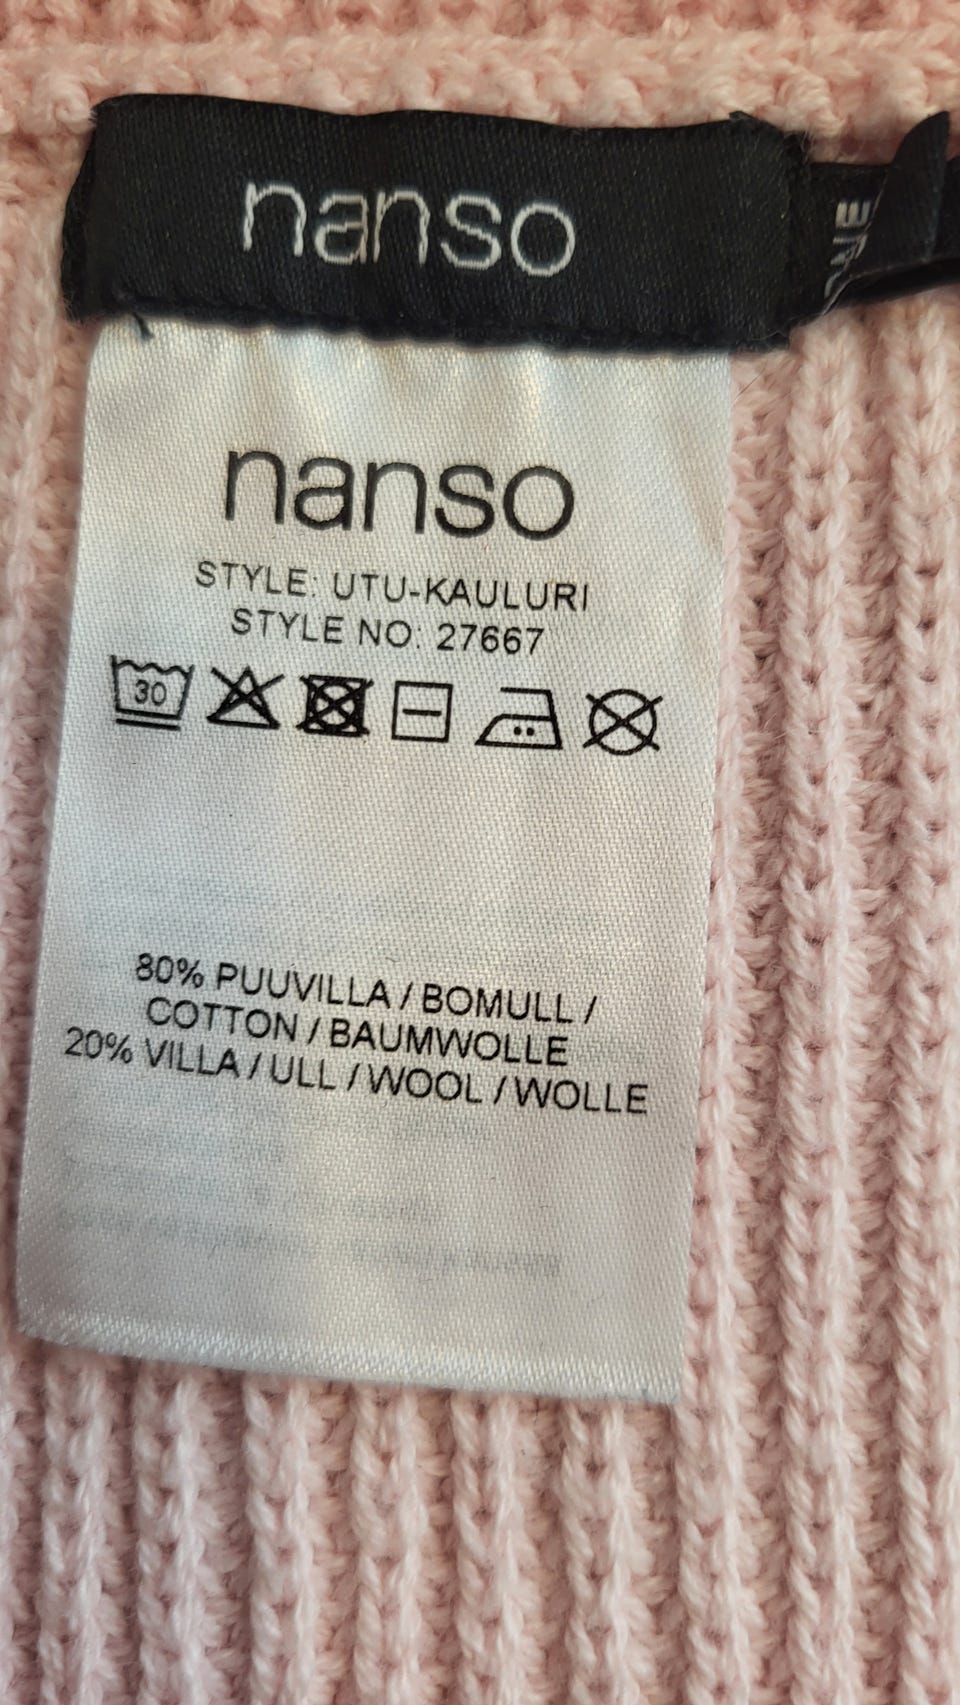 nanso
nanso
STYLE: UTU-KAULURI
STYLE NO: 27667
30
80% PUUVILLA / BOMULL /
COTTON / BAUMWOLLE
20% VILLA / ULL / WOOL / WOLLE